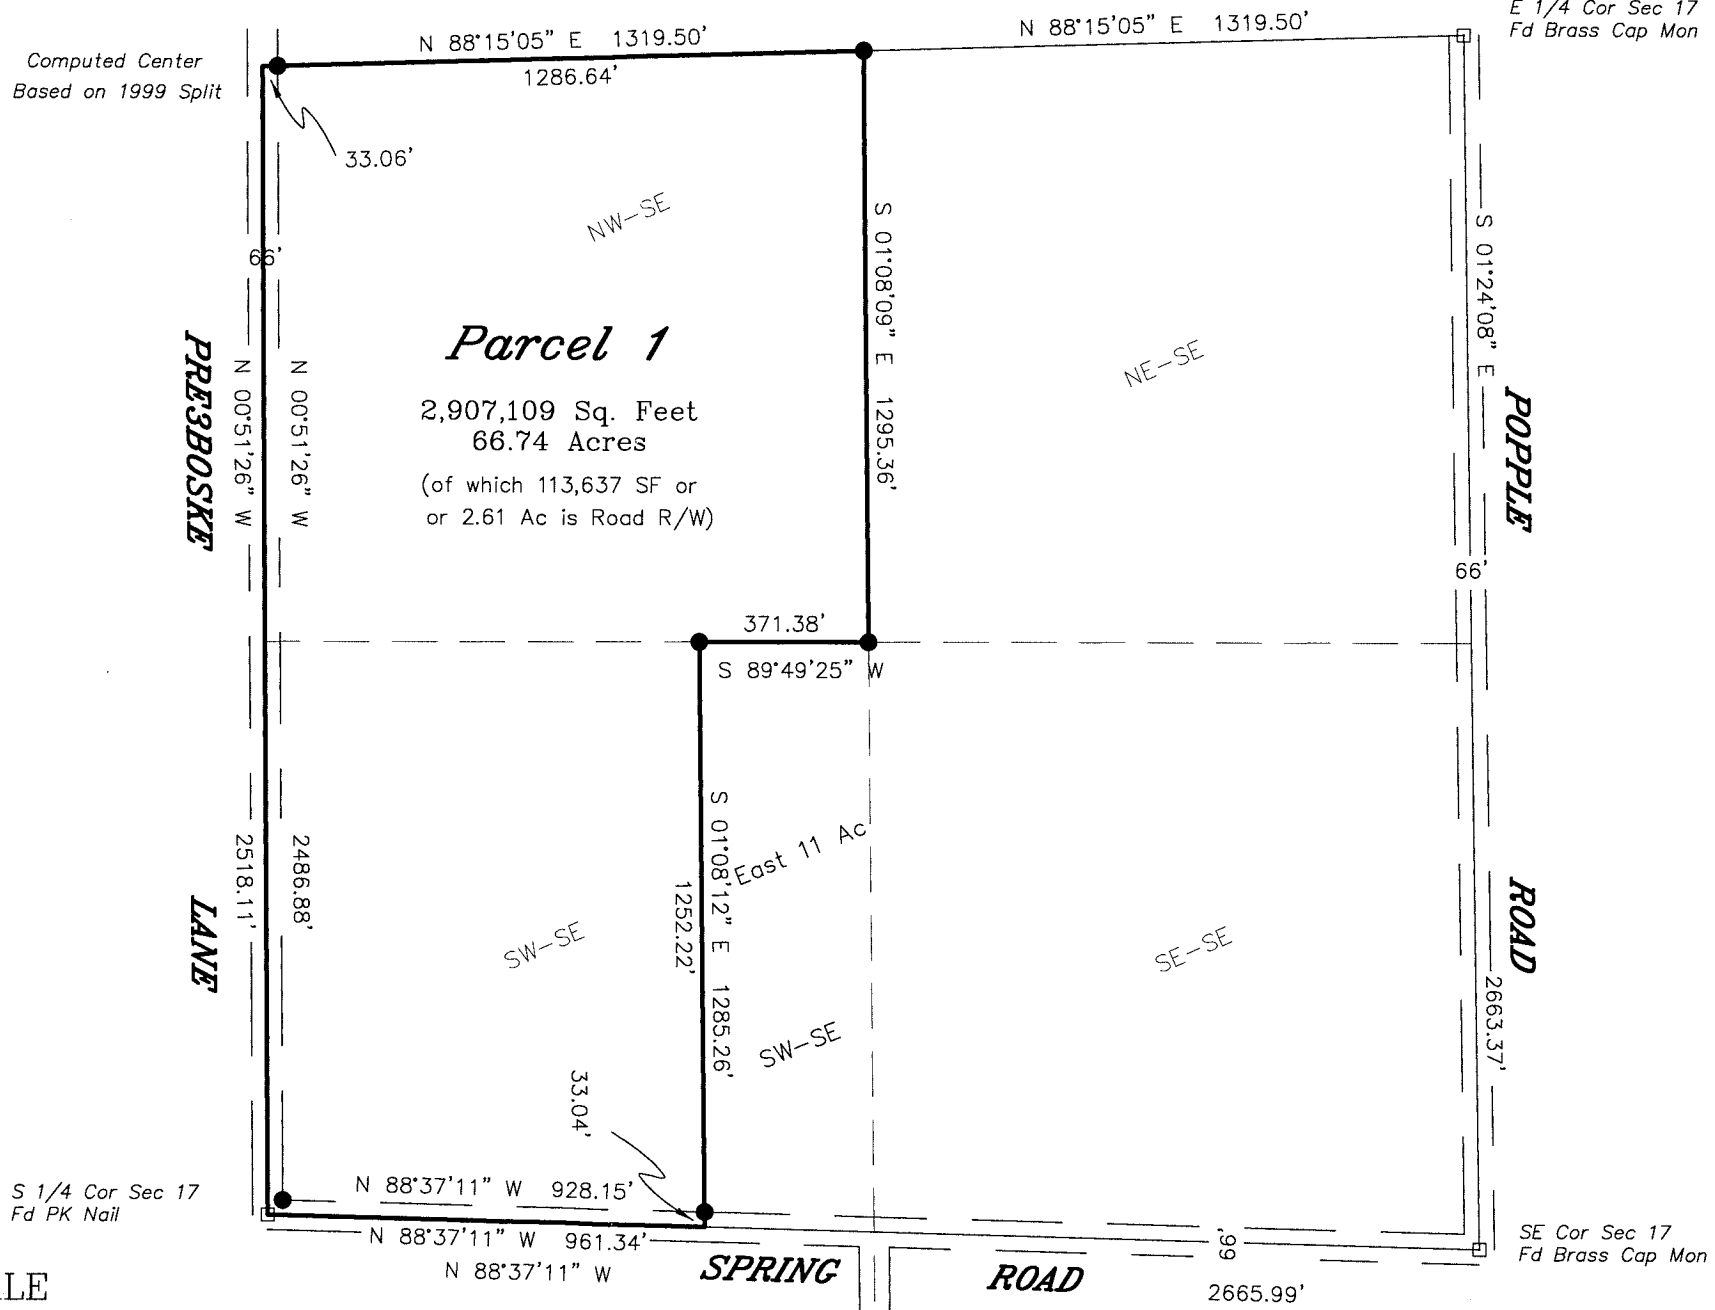 E 1/4 Cor Sec 17
Fd Brass Cap Mon
N 88°15'05" E 1319.50'
N 88°15'05" E 1319.50'
Computed Center
Based on 1999 Split
1286.64'
33.06'
NW-SE
66'
S 01°08'09" E 1295.36'
S 01°24'08" E
Parcel 1
2,907,109 Sq. Feet
66.74 Acres
(of which 113,637 SF or
or 2.61 Ac is Road R/W)
NE-SE
PRE3BOSKE
N 00°51'26" W
N 00°51'26" W
POPPLE
66'
371.38'
S 89°49'25" W
S 01°08'12" E 1285.26'
East 11 Ac
1252.22'
2518.11'
2486.88'
LANE
SW-SE
SE-SE
ROAD
2663.37'
SW-SE
33.04'
S 1/4 Cor Sec 17
Fd PK Nail
N 88°37'11" W 928.15'
N 88°37'11" W 961.34'
N 88°37'11" W
SPRING
ROAD
66'
2665.99'
SE Cor Sec 17
Fd Brass Cap Mon
LE